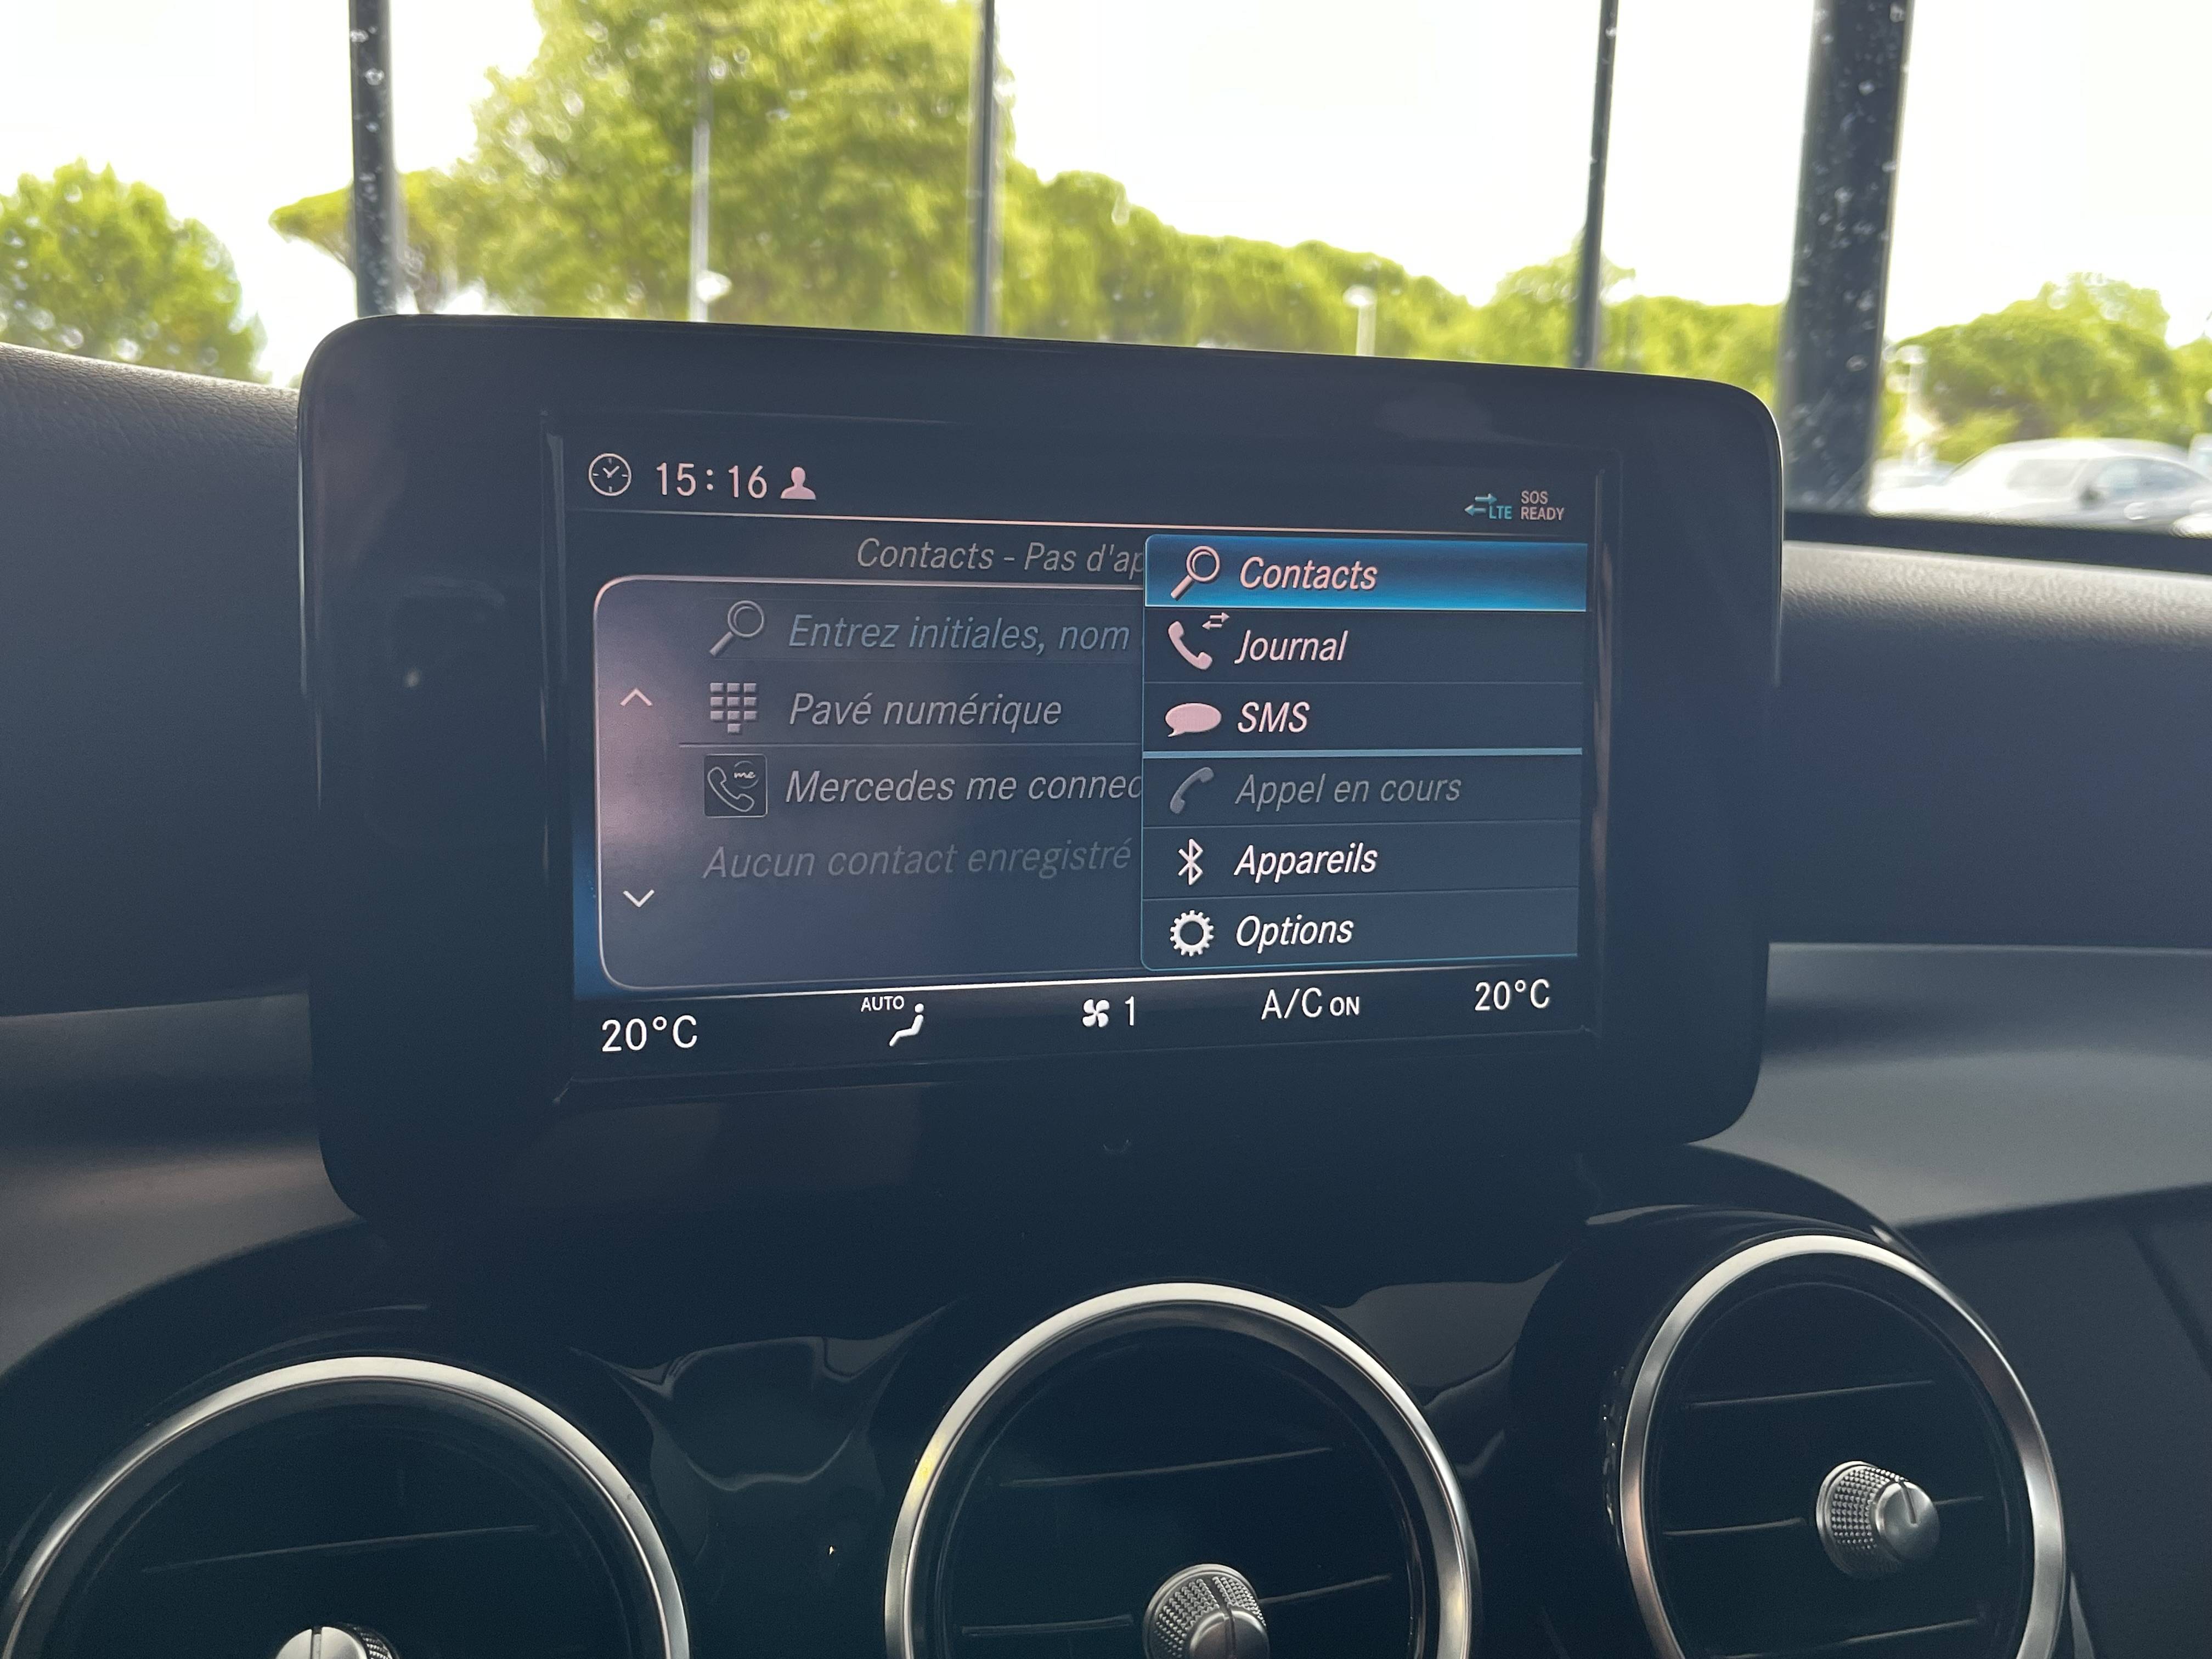 15:16
LTE SOS READY
Contacts - Pas d'ap
Entrez initiales, nom
Pavé numérique
me Mercedes me connec
Aucun contact enregistré
Contacts
Journal
SMS
Appel en cours
Appareils
Options
20°C AUTO 1 A/C ON 20°C